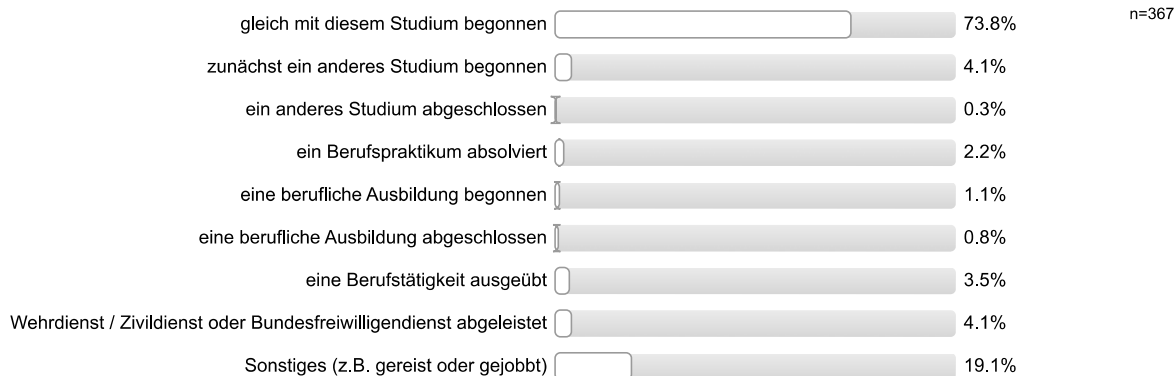 gleich mit diesem Studium begonnen 73.8% n=367
zunächst ein anderes Studium begonnen 4.1%
ein anderes Studium abgeschlossen 0.3%
ein Berufspraktikum absolviert 2.2%
eine berufliche Ausbildung begonnen 1.1%
eine berufliche Ausbildung abgeschlossen 0.8%
eine Berufstätigkeit ausgeübt 3.5%
Wehrdienst / Zivildienst oder Bundesfreiwilligendienst abgeleistet 4.1%
Sonstiges (z.B. gereist oder gejobbt) 19.1%